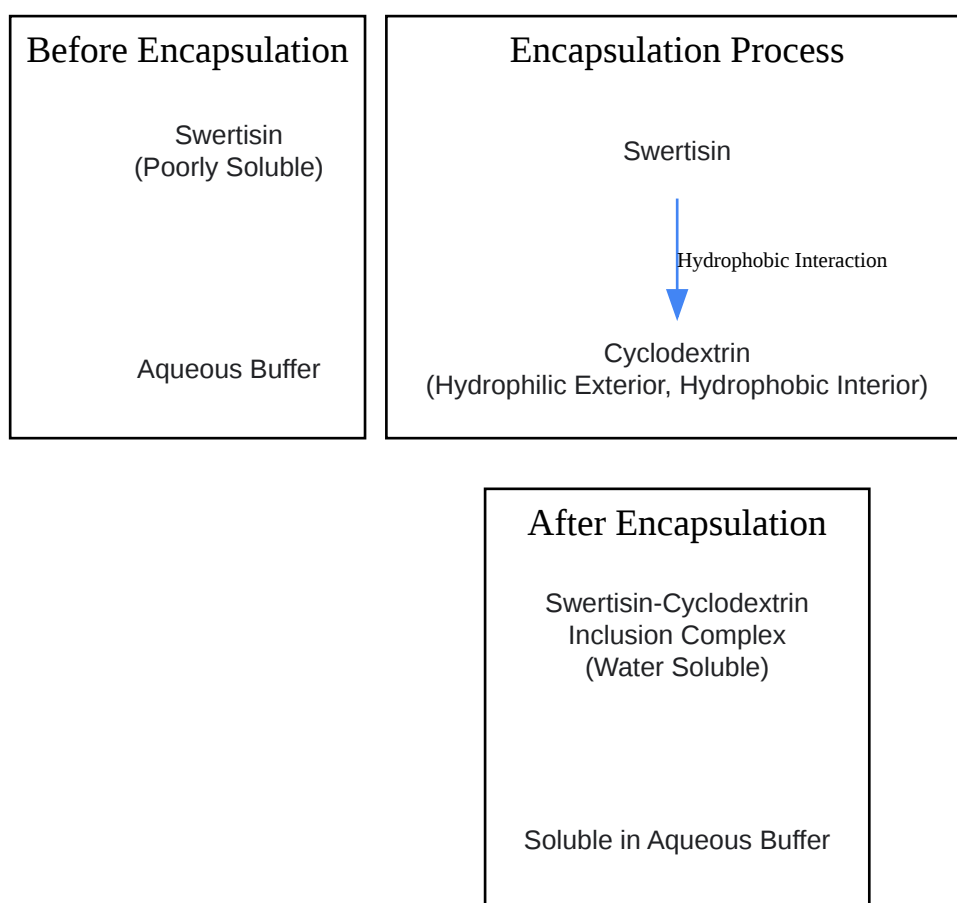 Before Encapsulation
Swertisin
(Poorly Soluble)
Aqueous Buffer
Encapsulation Process
Swertisin
Hydrophobic Interaction
Cyclodextrin
(Hydrophilic Exterior, Hydrophobic Interior)
After Encapsulation
Swertisin-Cyclodextrin
Inclusion Complex
(Water Soluble)
Soluble in Aqueous Buffer